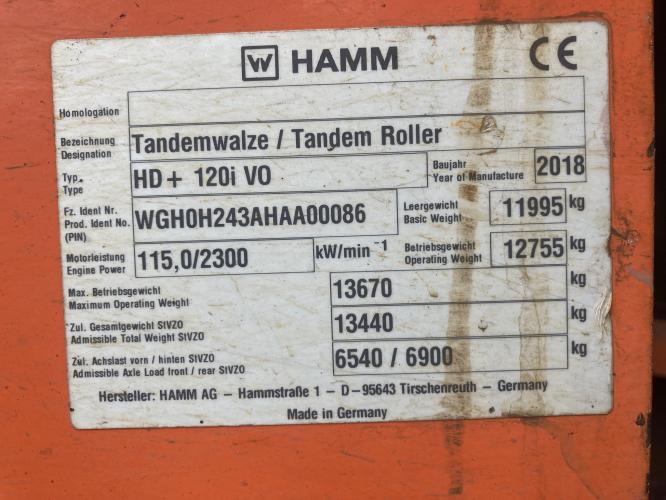 W HAMM CE
Homologation
Bezeichnung
Designation
Tandemwalze / Tandem Roller
Typ
Type
HD + 120i VO
Baujahr
Year of Manufacture
2018
Fz. Ident Nr.
Prod. Ident No.
(PIN)
WGH0H243AHAA00086
Leergewicht
Basic Weight
11995 kg
Motorleistung
Engine Power
115,0/2300 kW/min⁻¹
Betriebsgewicht
Operating Weight
12755 kg
Max. Betriebsgewicht
Maximum Operating Weight
13670 kg
Zul. Gesamtgewicht StVZO
Admissible Total Weight StVZO
13440 kg
Zul. Achslast vorn / hinten StVZO
Admissible Axle Load front / rear StVZO
6540 / 6900 kg
Hersteller: HAMM AG – Hammstraße 1 – D–95643 Tirschenreuth – Germany
Made in Germany